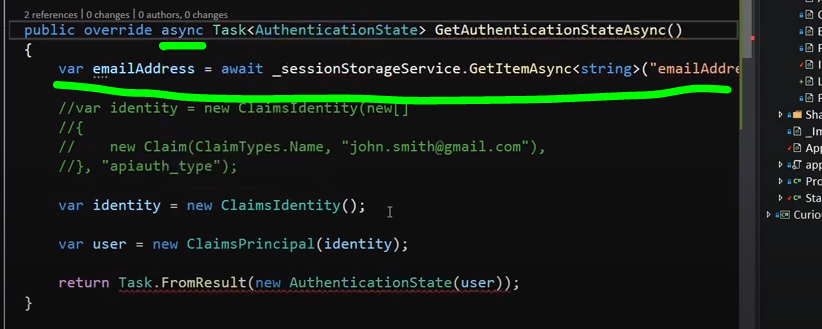 2 references | 0 changes | 0 authors, 0 changes
public override async Task<AuthenticationState> GetAuthenticationStateAsync()
{
var emailAddress = await _sessionStorageService.GetItemAsync<string>("emailAddre
//var identity = new ClaimsIdentity(new[]
//{
//    new Claim(ClaimTypes.Name, "john.smith@gmail.com"),
//}, "apiauth_type");
var identity = new ClaimsIdentity();
var user = new ClaimsPrincipal(identity);
return Task.FromResult(new AuthenticationState(user));
}
Sha
_Im
App
app
Pro
Sta
Curio